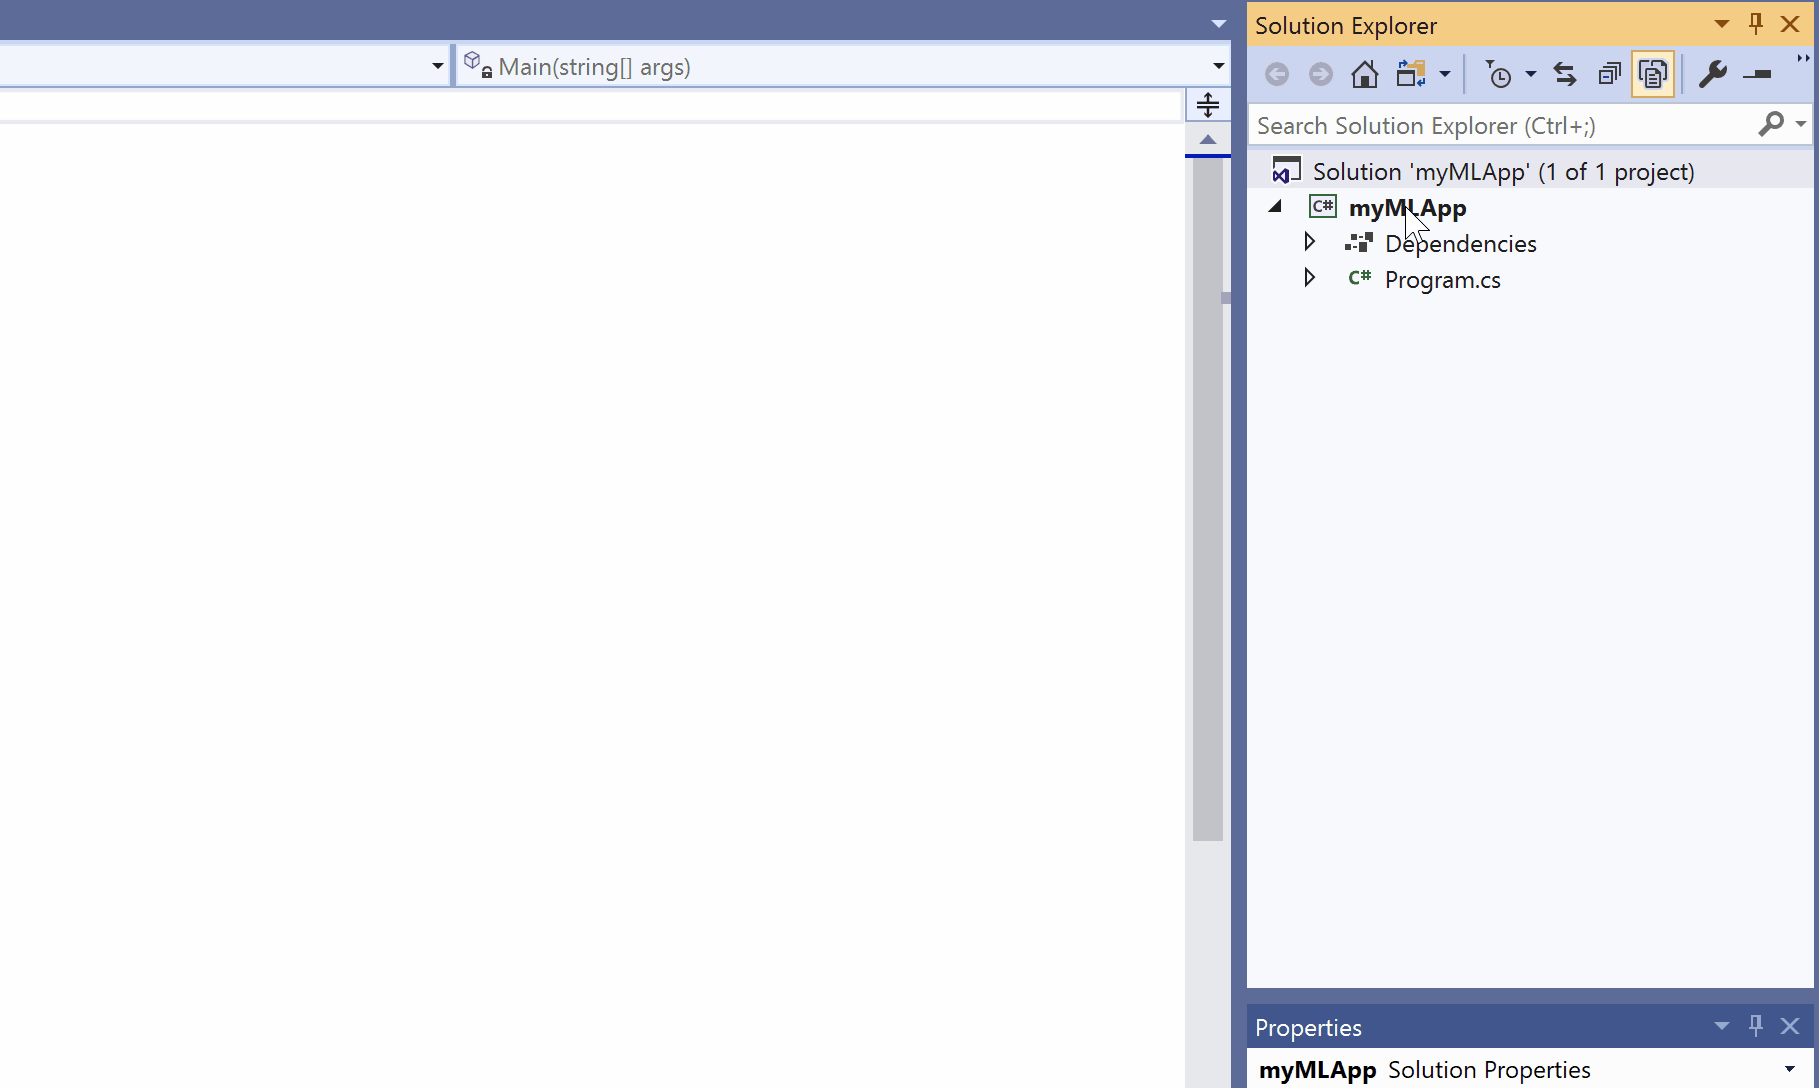 Solution Explorer
Main(string[] args)
Search Solution Explorer (Ctrl+;)
Solution 'myMLApp' (1 of 1 project)
C# myMLApp
Dependencies
C# Program.cs
Properties
myMLApp Solution Properties